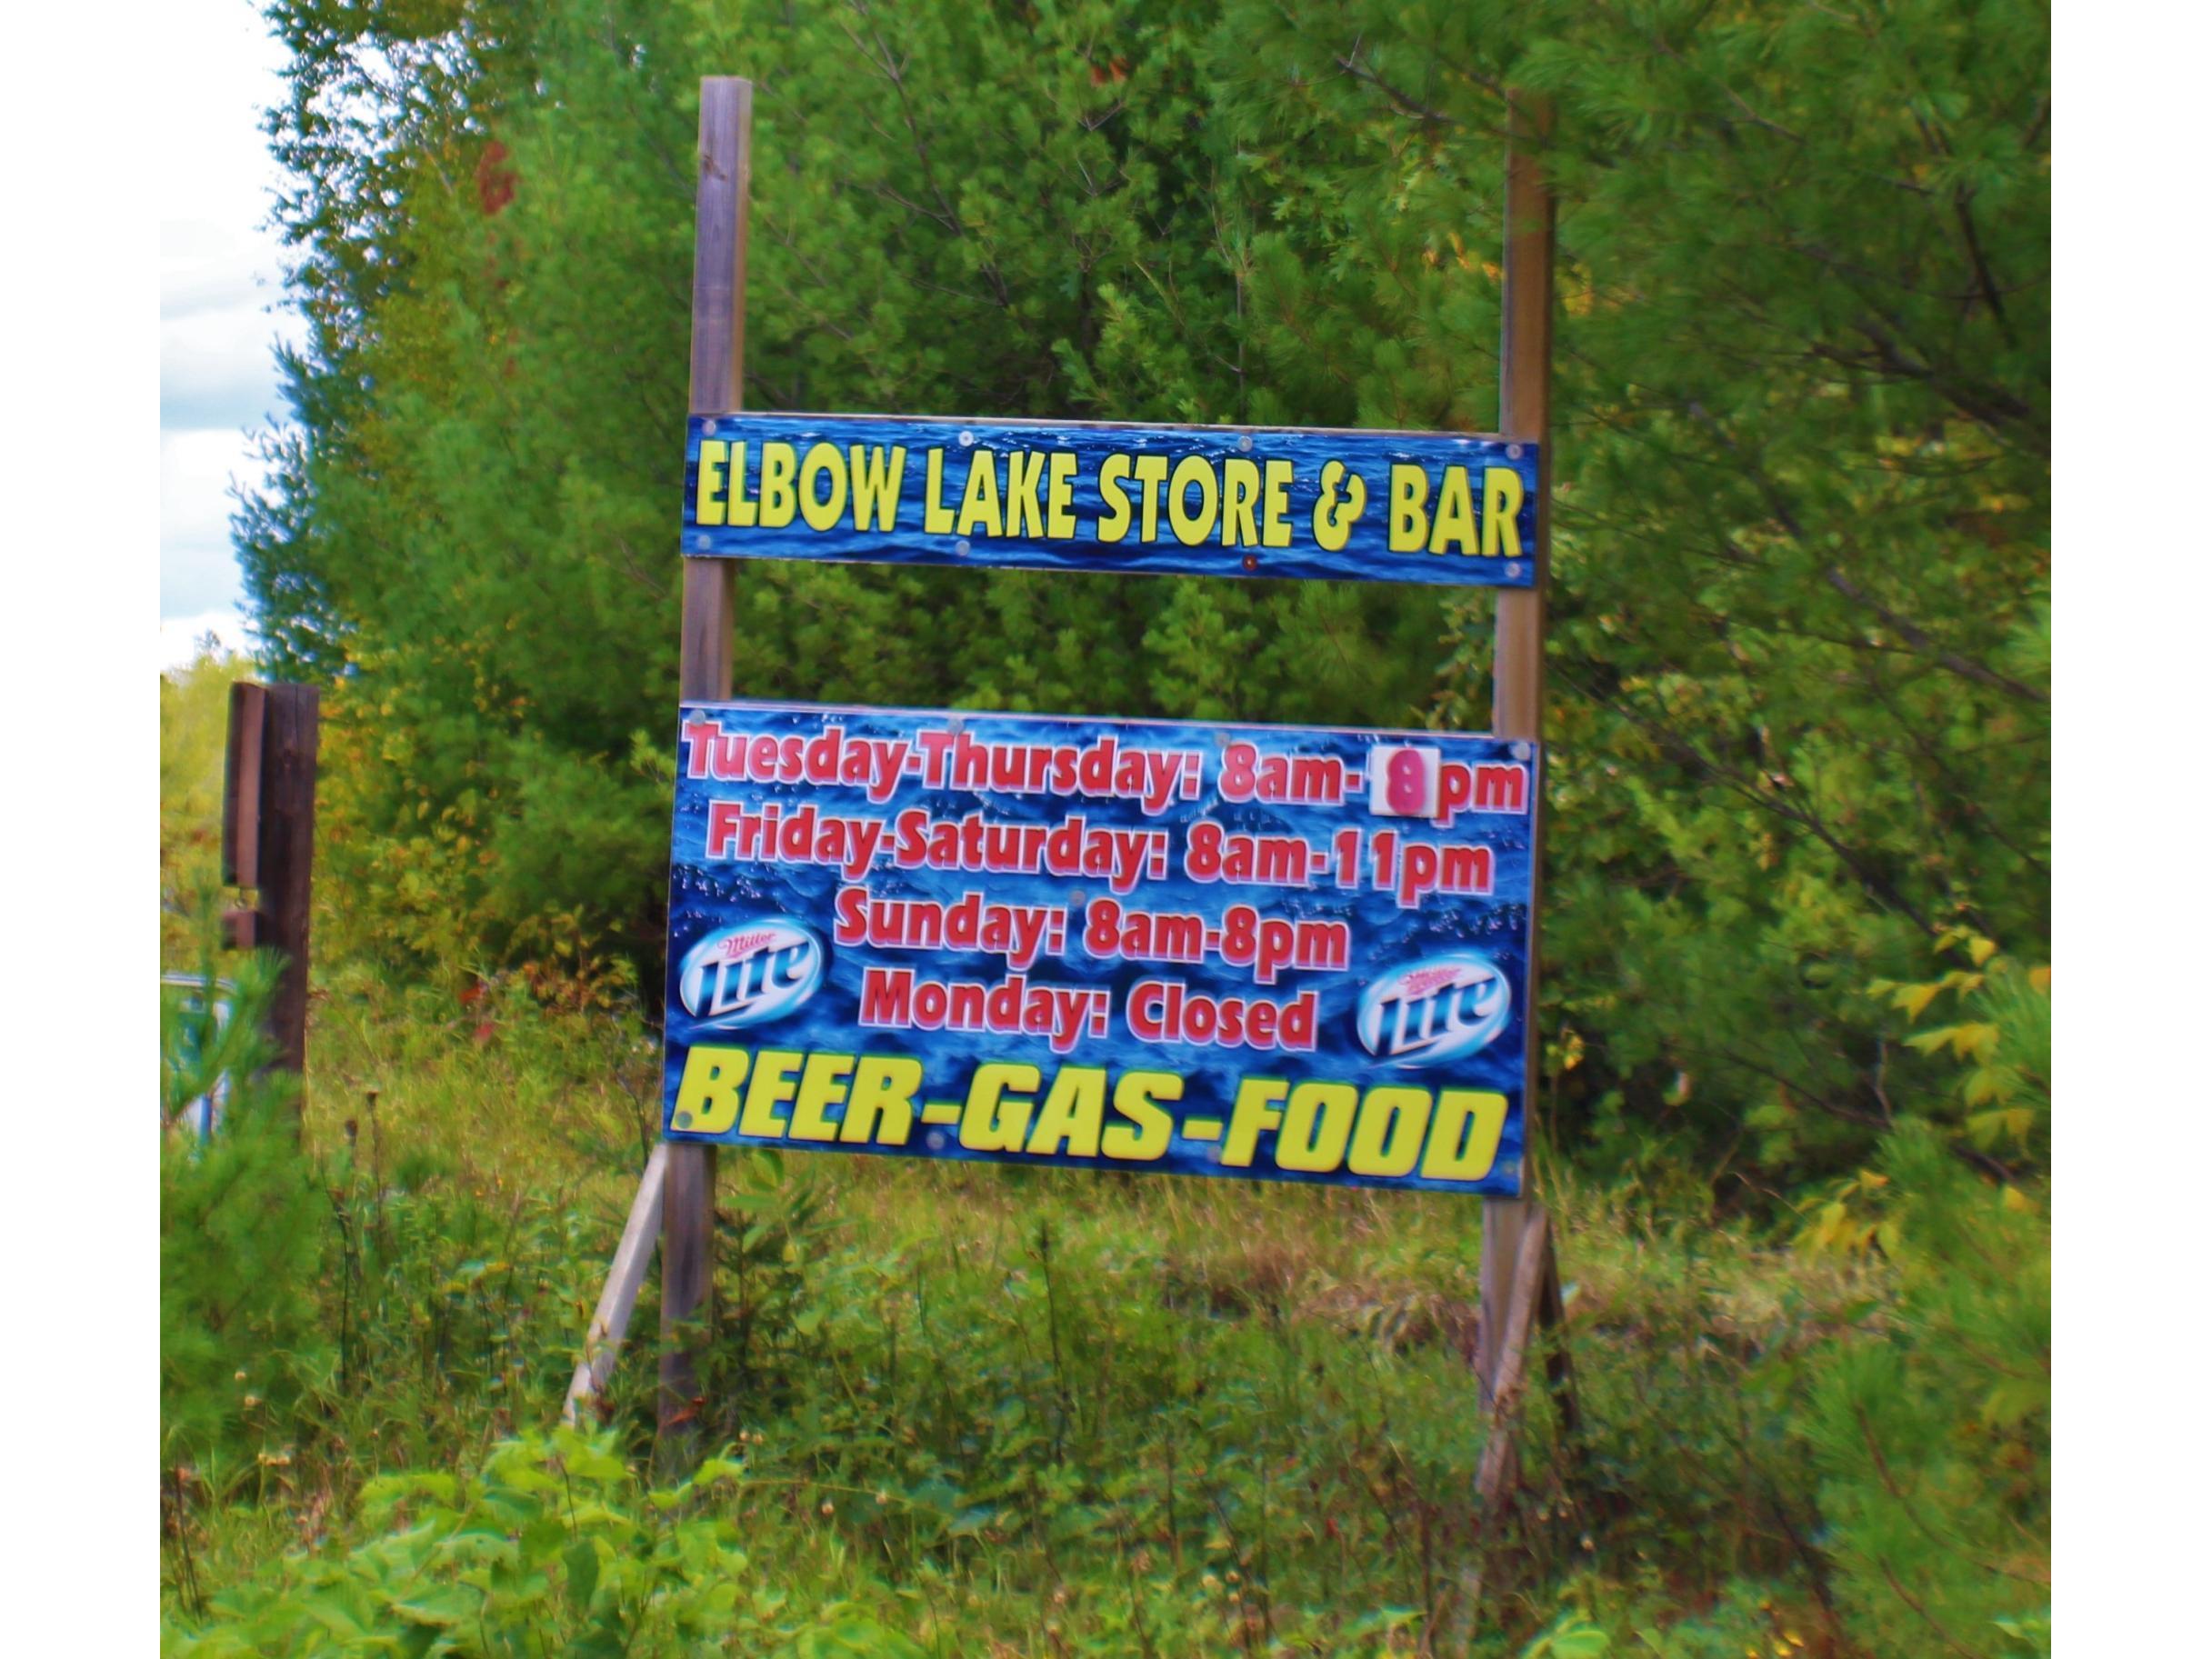 ELBOW LAKE STORE & BAR
Tuesday-Thursday: 8am-8pm
Friday-Saturday: 8am-11pm
Sunday: 8am-8pm
Monday: Closed
Miller Lite
Miller Lite
BEER-GAS-FOOD